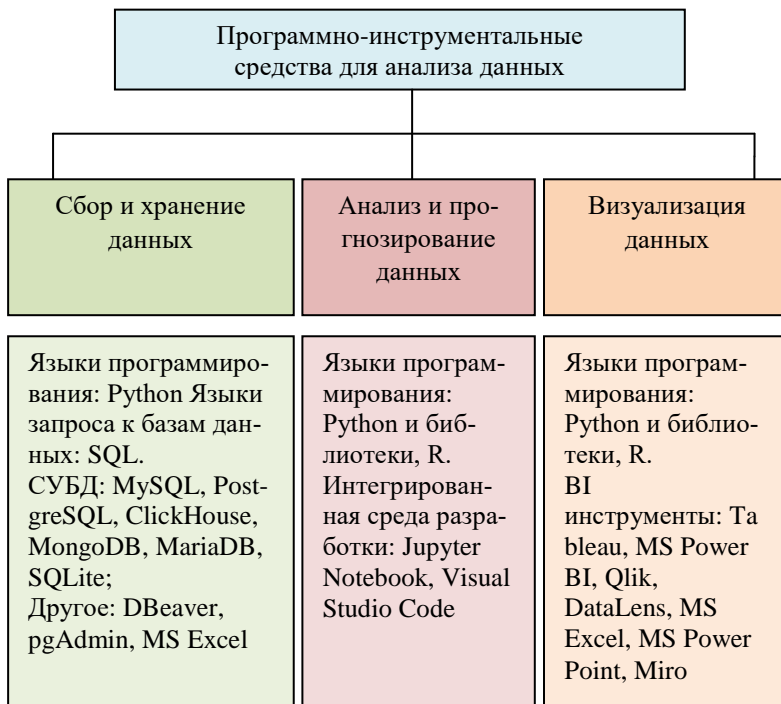 Программно-инструментальные
средства для анализа данных
Сбор и хранение
данных
Анализ и про-
гнозирование
данных
Визуализация
данных
Языки программиро-
вания: Python Языки
запроса к базам дан-
ных: SQL.
СУБД: MySQL, Post-
greSQL, ClickHouse,
MongoDB, MariaDB,
SQLite;
Другое: DBeaver,
pgAdmin, MS Excel
Языки програм-
мирования:
Python и биб-
лиотеки, R.
Интегрирован-
ная среда разра-
ботки: Jupyter
Notebook, Visual
Studio Code
Языки програм-
мирования:
Python и библио-
теки, R.
BI
инструменты: Ta
bleau, MS Power
BI, Qlik,
DataLens, MS
Excel, MS Power
Point, Miro